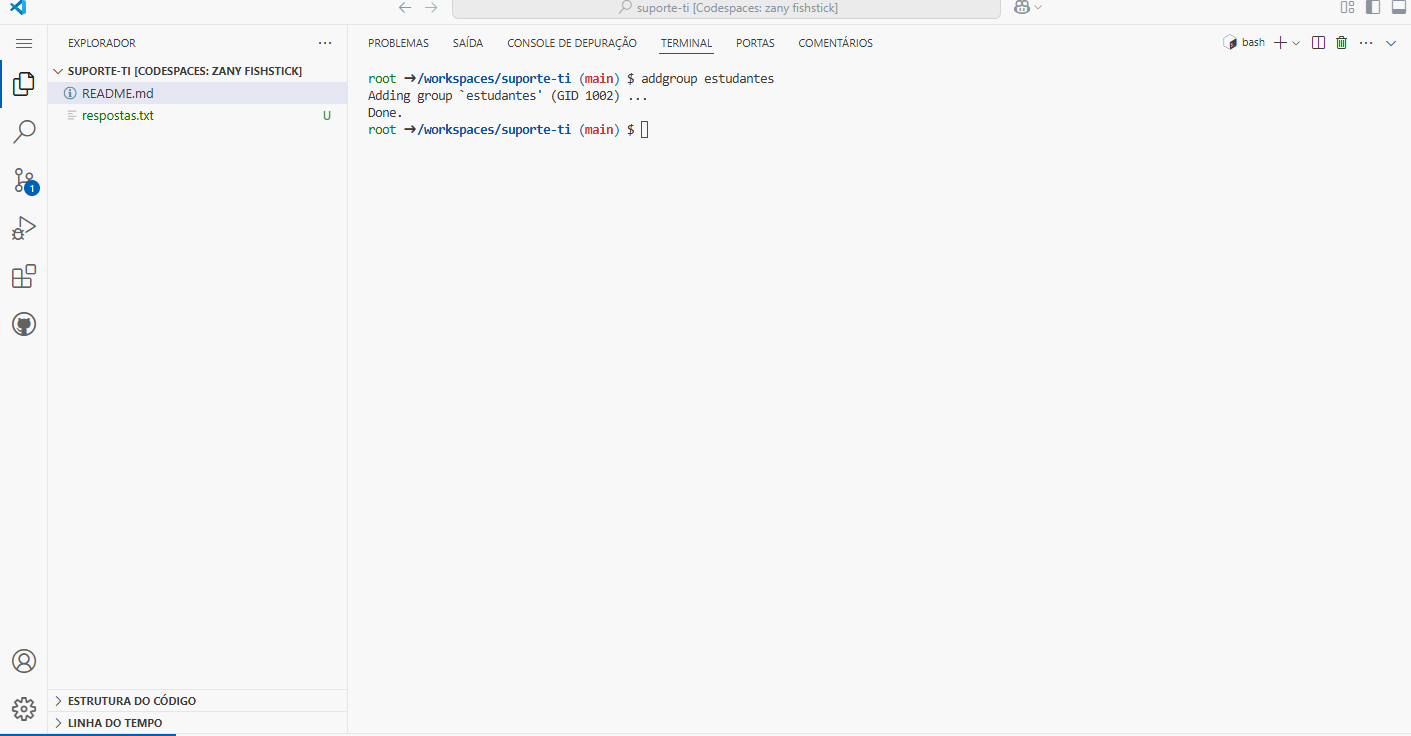 suporte-ti [Codespaces: zany fishstick]
EXPLORADOR
SUPORTE-TI [CODESPACES: ZANY FISHSTICK]
README.md
respostas.txt U
1
ESTRUTURA DO CÓDIGO
LINHA DO TEMPO
PROBLEMAS SAÍDA CONSOLE DE DEPURAÇÃO TERMINAL PORTAS COMENTÁRIOS bash
root ➜/workspaces/suporte-ti (main) $ addgroup estudantes
Adding group `estudantes' (GID 1002) ...
Done.
root ➜/workspaces/suporte-ti (main) $